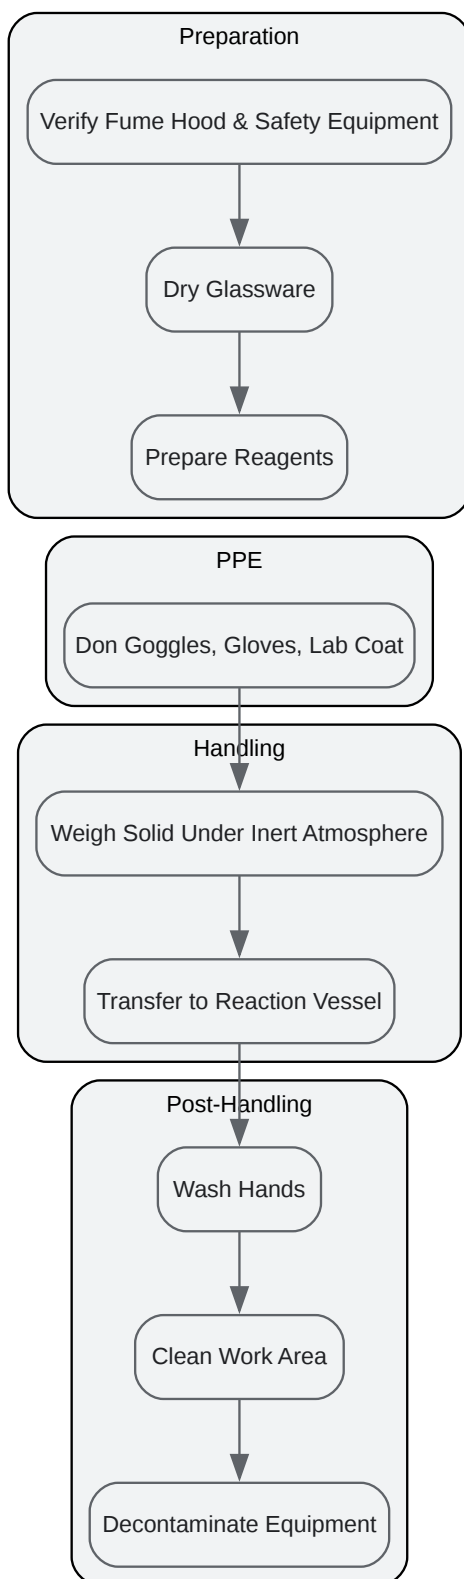 Preparation
Verify Fume Hood & Safety Equipment
Dry Glassware
Prepare Reagents
PPE
Don Goggles, Gloves, Lab Coat
Handling
Weigh Solid Under Inert Atmosphere
Transfer to Reaction Vessel
Post-Handling
Wash Hands
Clean Work Area
Decontaminate Equipment